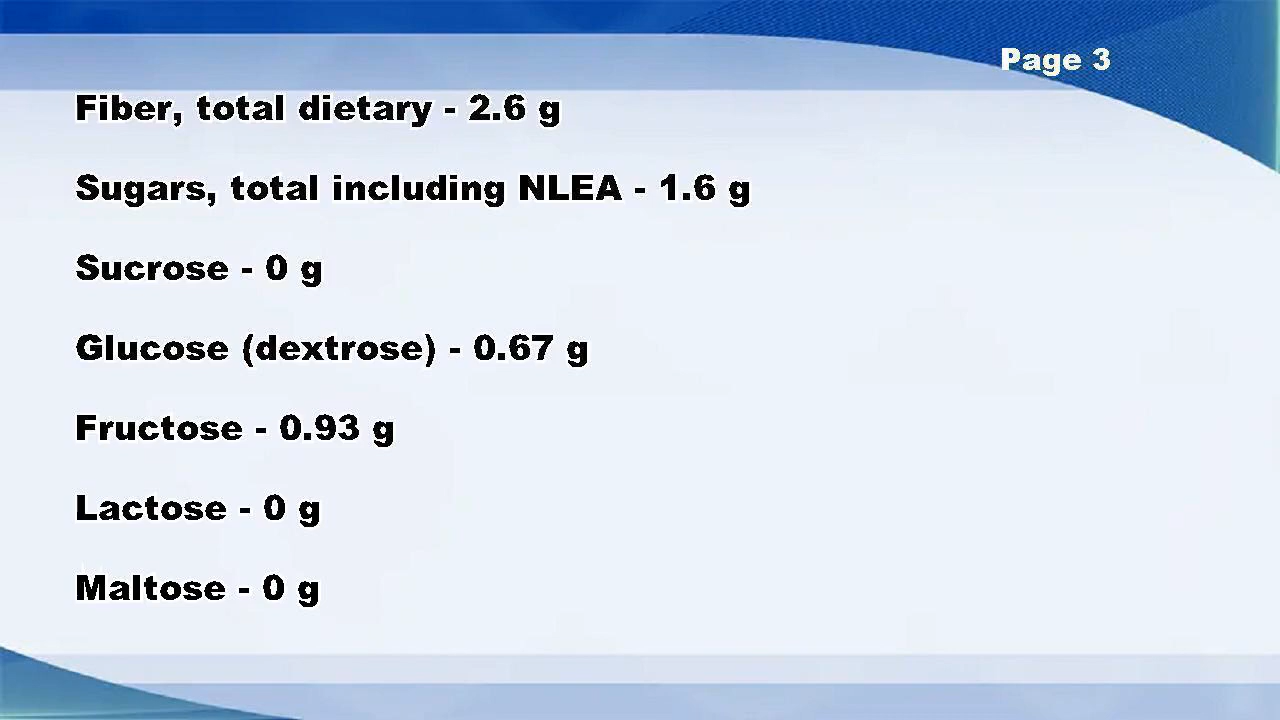 Page 3
Fiber, total dietary - 2.6 g
Sugars, total including NLEA - 1.6 g
Sucrose - 0 g
Glucose (dextrose) - 0.67 g
Fructose - 0.93 g
Lactose - 0 g
Maltose - 0 g